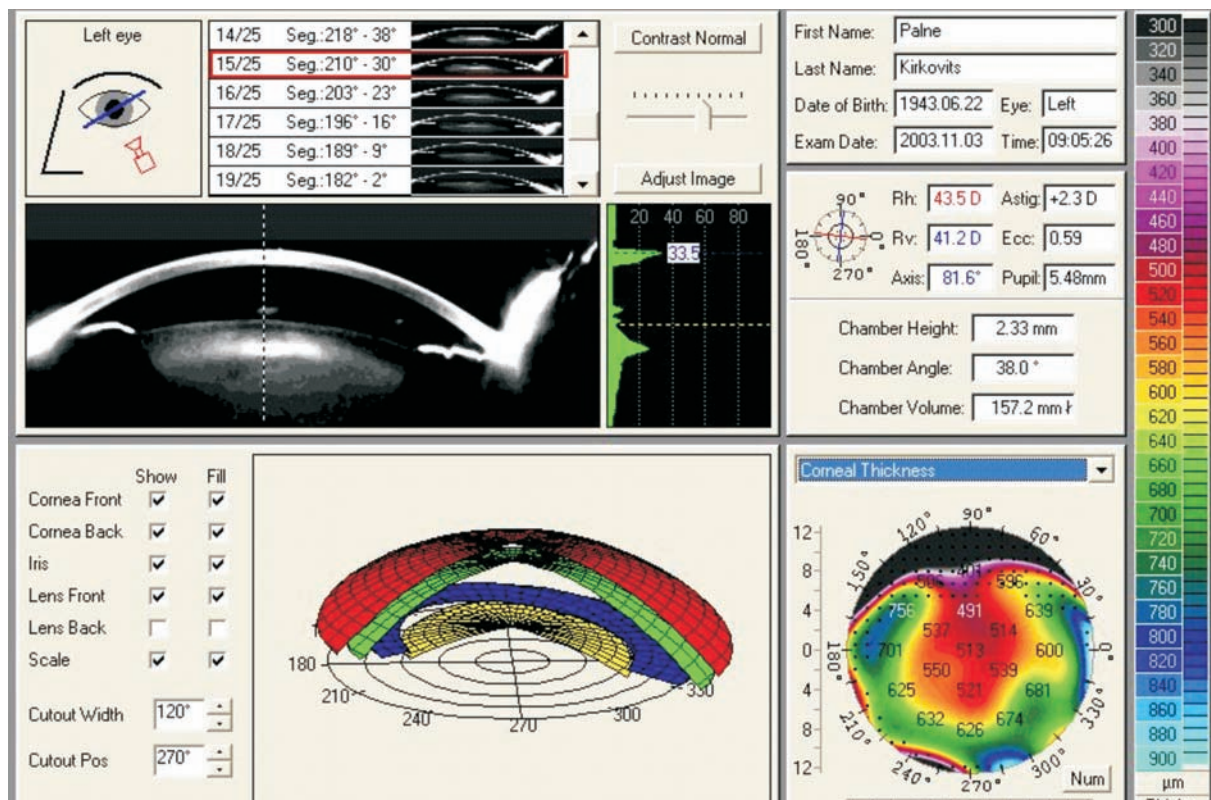 Left eye
14/25 Seg.:218° - 38°
15/25 Seg.:210° - 30°
16/25 Seg.:203° - 23°
17/25 Seg.:196° - 16°
18/25 Seg.:189° - 9°
19/25 Seg.:182° - 2°
Contrast Normal
Adjust Image
20 40 60 80
33.5
First Name: Palne
Last Name: Kirkovits
Date of Birth: 1943.06.22 Eye: Left
Exam Date: 2003.11.03 Time: 09:05:26
90°
180°
0°
270°
Rh: 43.5 D Astig: +2.3 D
Rv: 41.2 D Ecc: 0.59
Axis: 81.6° Pupil: 5.48mm
Chamber Height: 2.33 mm
Chamber Angle: 38.0 °
Chamber Volume: 157.2 mm ł
Show Fill
Cornea Front
Cornea Back
Iris
Lens Front
Lens Back
Scale
Cutout Width 120°
Cutout Pos 270°
180
210
240
270
300
330
Corneal Thickness
12
8
4
0
4
8
12
90°
120° 60°
150° 30°
180° 0°
210° 330°
240° 300°
270°
596
756 491 639
537 514
701 513 600
550 539
625 521 681
632 626 674
Num
300
320
340
360
380
400
420
440
460
480
500
520
540
560
580
600
620
640
660
680
700
720
740
760
780
800
820
840
860
880
900
µm